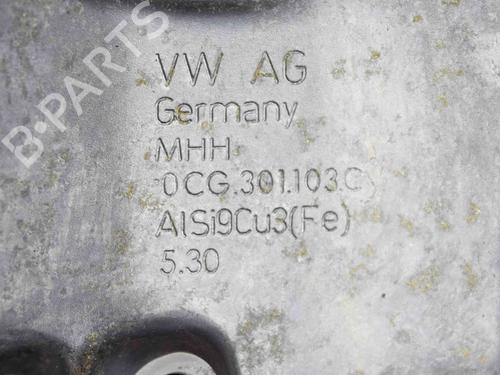 VW AG
Germany
MHH
0CG.301.103.C
AlSi9Cu3(Fe)
5.30
B-PARTS